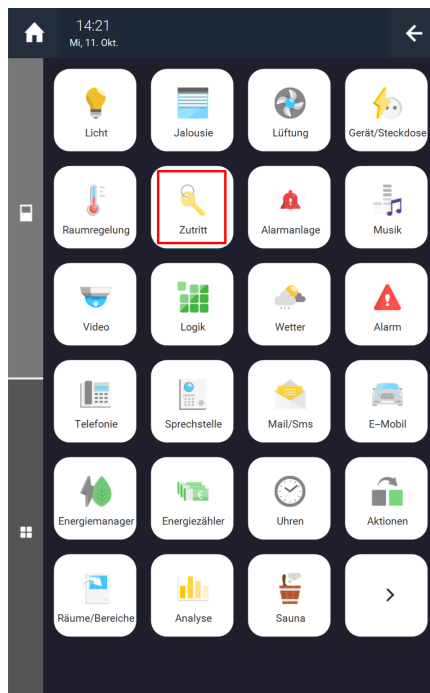 14:21
Mi, 11. Okt.
Licht
Jalousie
Lüftung
Gerät/Steckdose
Raumregelung
Zutritt
Alarmanlage
Musik
Video
Logik
Wetter
Alarm
Telefonie
Sprechstelle
Mail/Sms
E-Mobil
Energiemanager
Energiezähler
Uhren
Aktionen
Räume/Bereiche
Analyse
Sauna